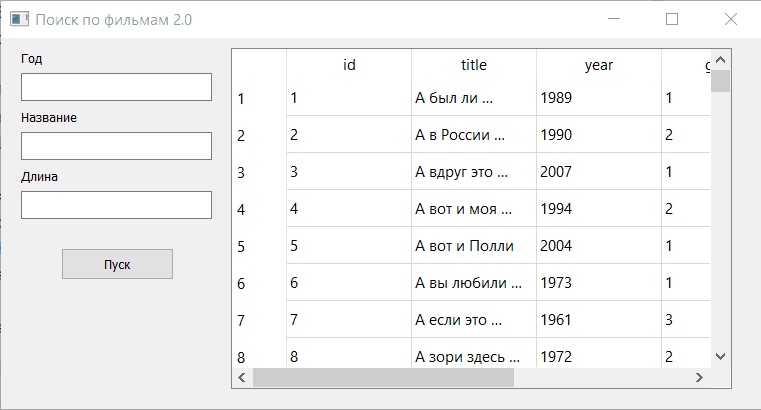 Поиск по фильмам 2.0
Год
Название
Длина
Пуск
id title year g
1 1 А был ли ... 1989 1
2 2 А в России ... 1990 2
3 3 А вдруг это ... 2007 1
4 4 А вот и моя ... 1994 2
5 5 А вот и Полли 2004 1
6 6 А вы любили ... 1973 1
7 7 А если это ... 1961 3
8 8 А зори здесь ... 1972 2